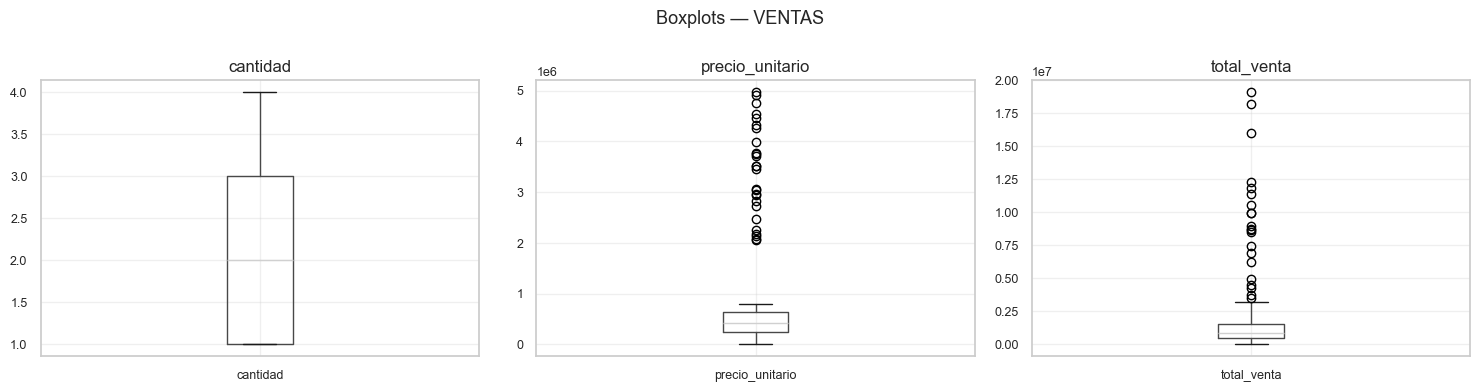 Boxplots — VENTAS
cantidad
4.0
3.5
3.0
2.5
2.0
1.5
1.0
cantidad
precio_unitario
1e6
5
4
3
2
1
0
precio_unitario
total_venta
1e7
2.00
1.75
1.50
1.25
1.00
0.75
0.50
0.25
0.00
total_venta